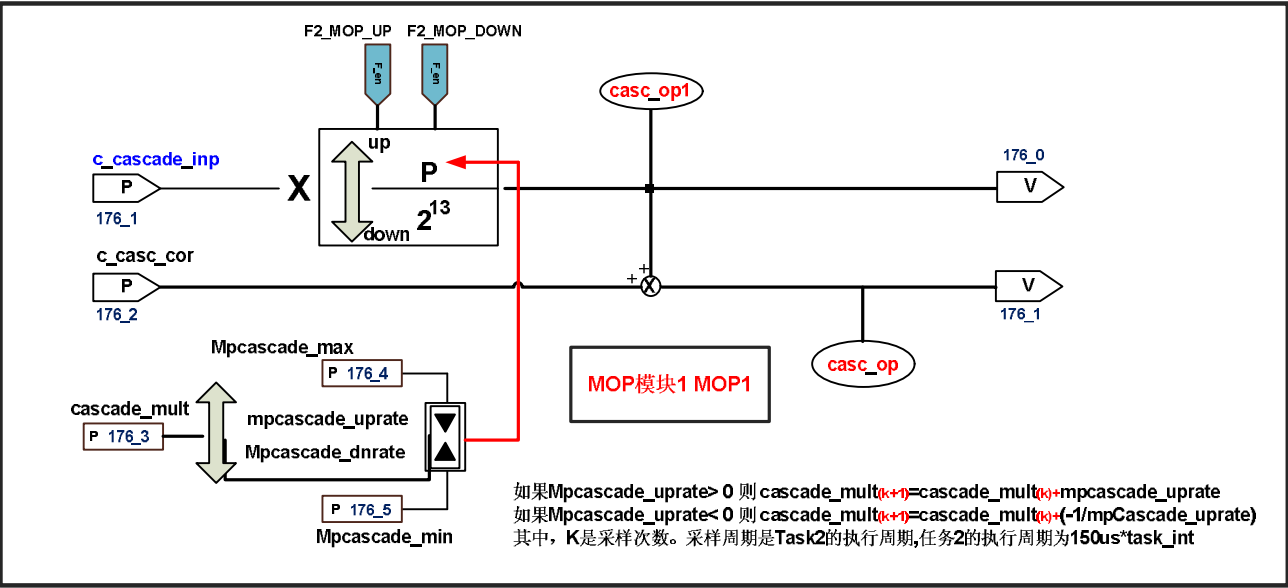 F2_MOP_UP F2_MOP_DOWN
F_en F_en
casc_op1
up
c_cascade_inp
P
176_1
X
P
2^13
down
176_0
V
c_casc_cor
P
176_2
+ +
X
V
176_1
casc_op
Mpcascade_max
P 176_4
MOP模块1 MOP1
cascade_mult
P 176_3
mpcascade_uprate
Mpcascade_dnrate
P 176_5
Mpcascade_min
如果Mpcascade_uprate> 0 则 cascade_mult(k+1)=cascade_mult(k)+mpcascade_uprate
如果Mpcascade_uprate< 0 则 cascade_mult(k+1)=cascade_mult(k)+(-1/mpCascade_uprate)
其中，K是采样次数。采样周期是Task2的执行周期,任务2的执行周期为150us*task_int